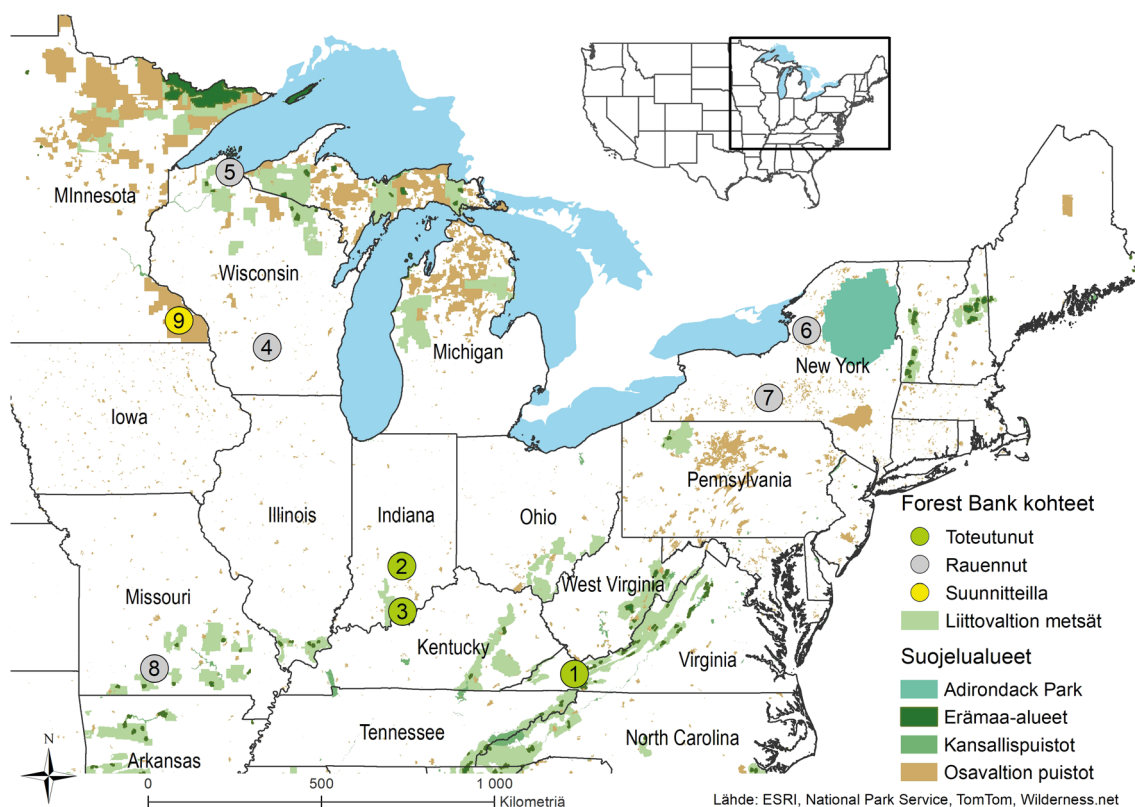 MInnesota
5
Wisconsin
9
4
Michigan
6
New York
7
Iowa
Pennsylvania
Illinois
Indiana
Ohio
2
West Virginia
Missouri
3
Kentucky
Virginia
8
1
Tennessee
North Carolina
Arkansas
Forest Bank kohteet
Toteutunut
Rauennut
Suunnitteilla
Liittovaltion metsät
Suojelualueet
Adirondack Park
Erämaa-alueet
Kansallispuistot
Osavaltion puistot
N
0 500 1 000
Kilometriä
Lähde: ESRI, National Park Service, TomTom, Wilderness.net